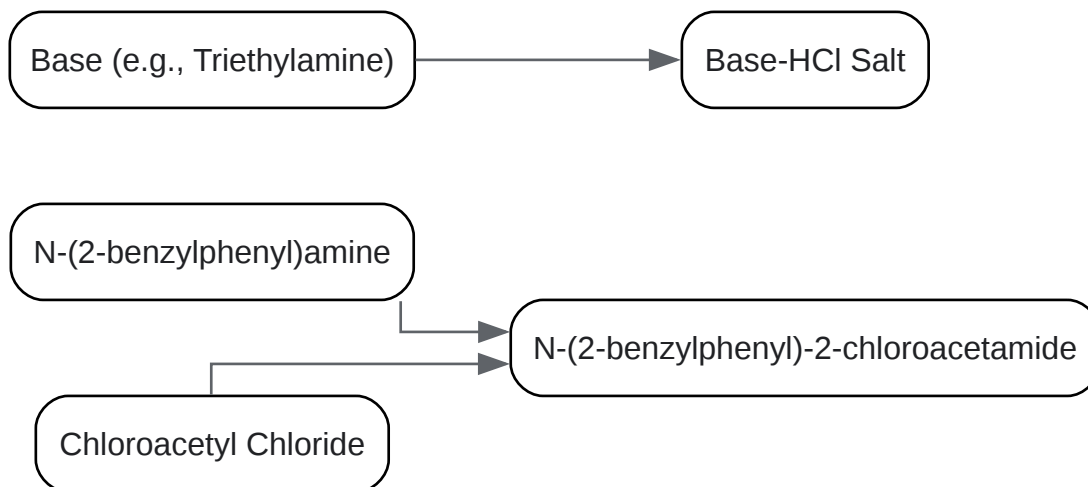 Base (e.g., Triethylamine)
Base-HCl Salt
N-(2-benzylphenyl)amine
N-(2-benzylphenyl)-2-chloroacetamide
Chloroacetyl Chloride